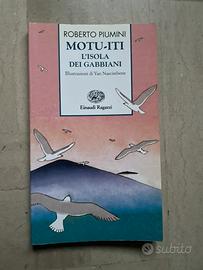 ROBERTO PIUMINI
MOTU-ITI
L'ISOLA
DEI GABBIANI
Illustrazioni di Yan Nascimbene
Einaudi Ragazzi
subito